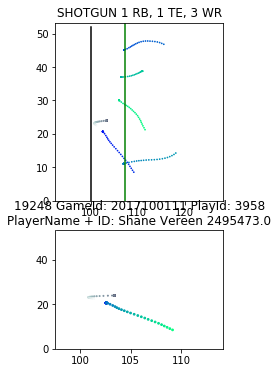 SHOTGUN 1 RB, 1 TE, 3 WR
50
40
30
20
10
0
100 110 120
19248 GameId: 2017100111 PlayId: 3958
PlayerName + ID: Shane Vereen 2495473.0
40
20
0
100 105 110